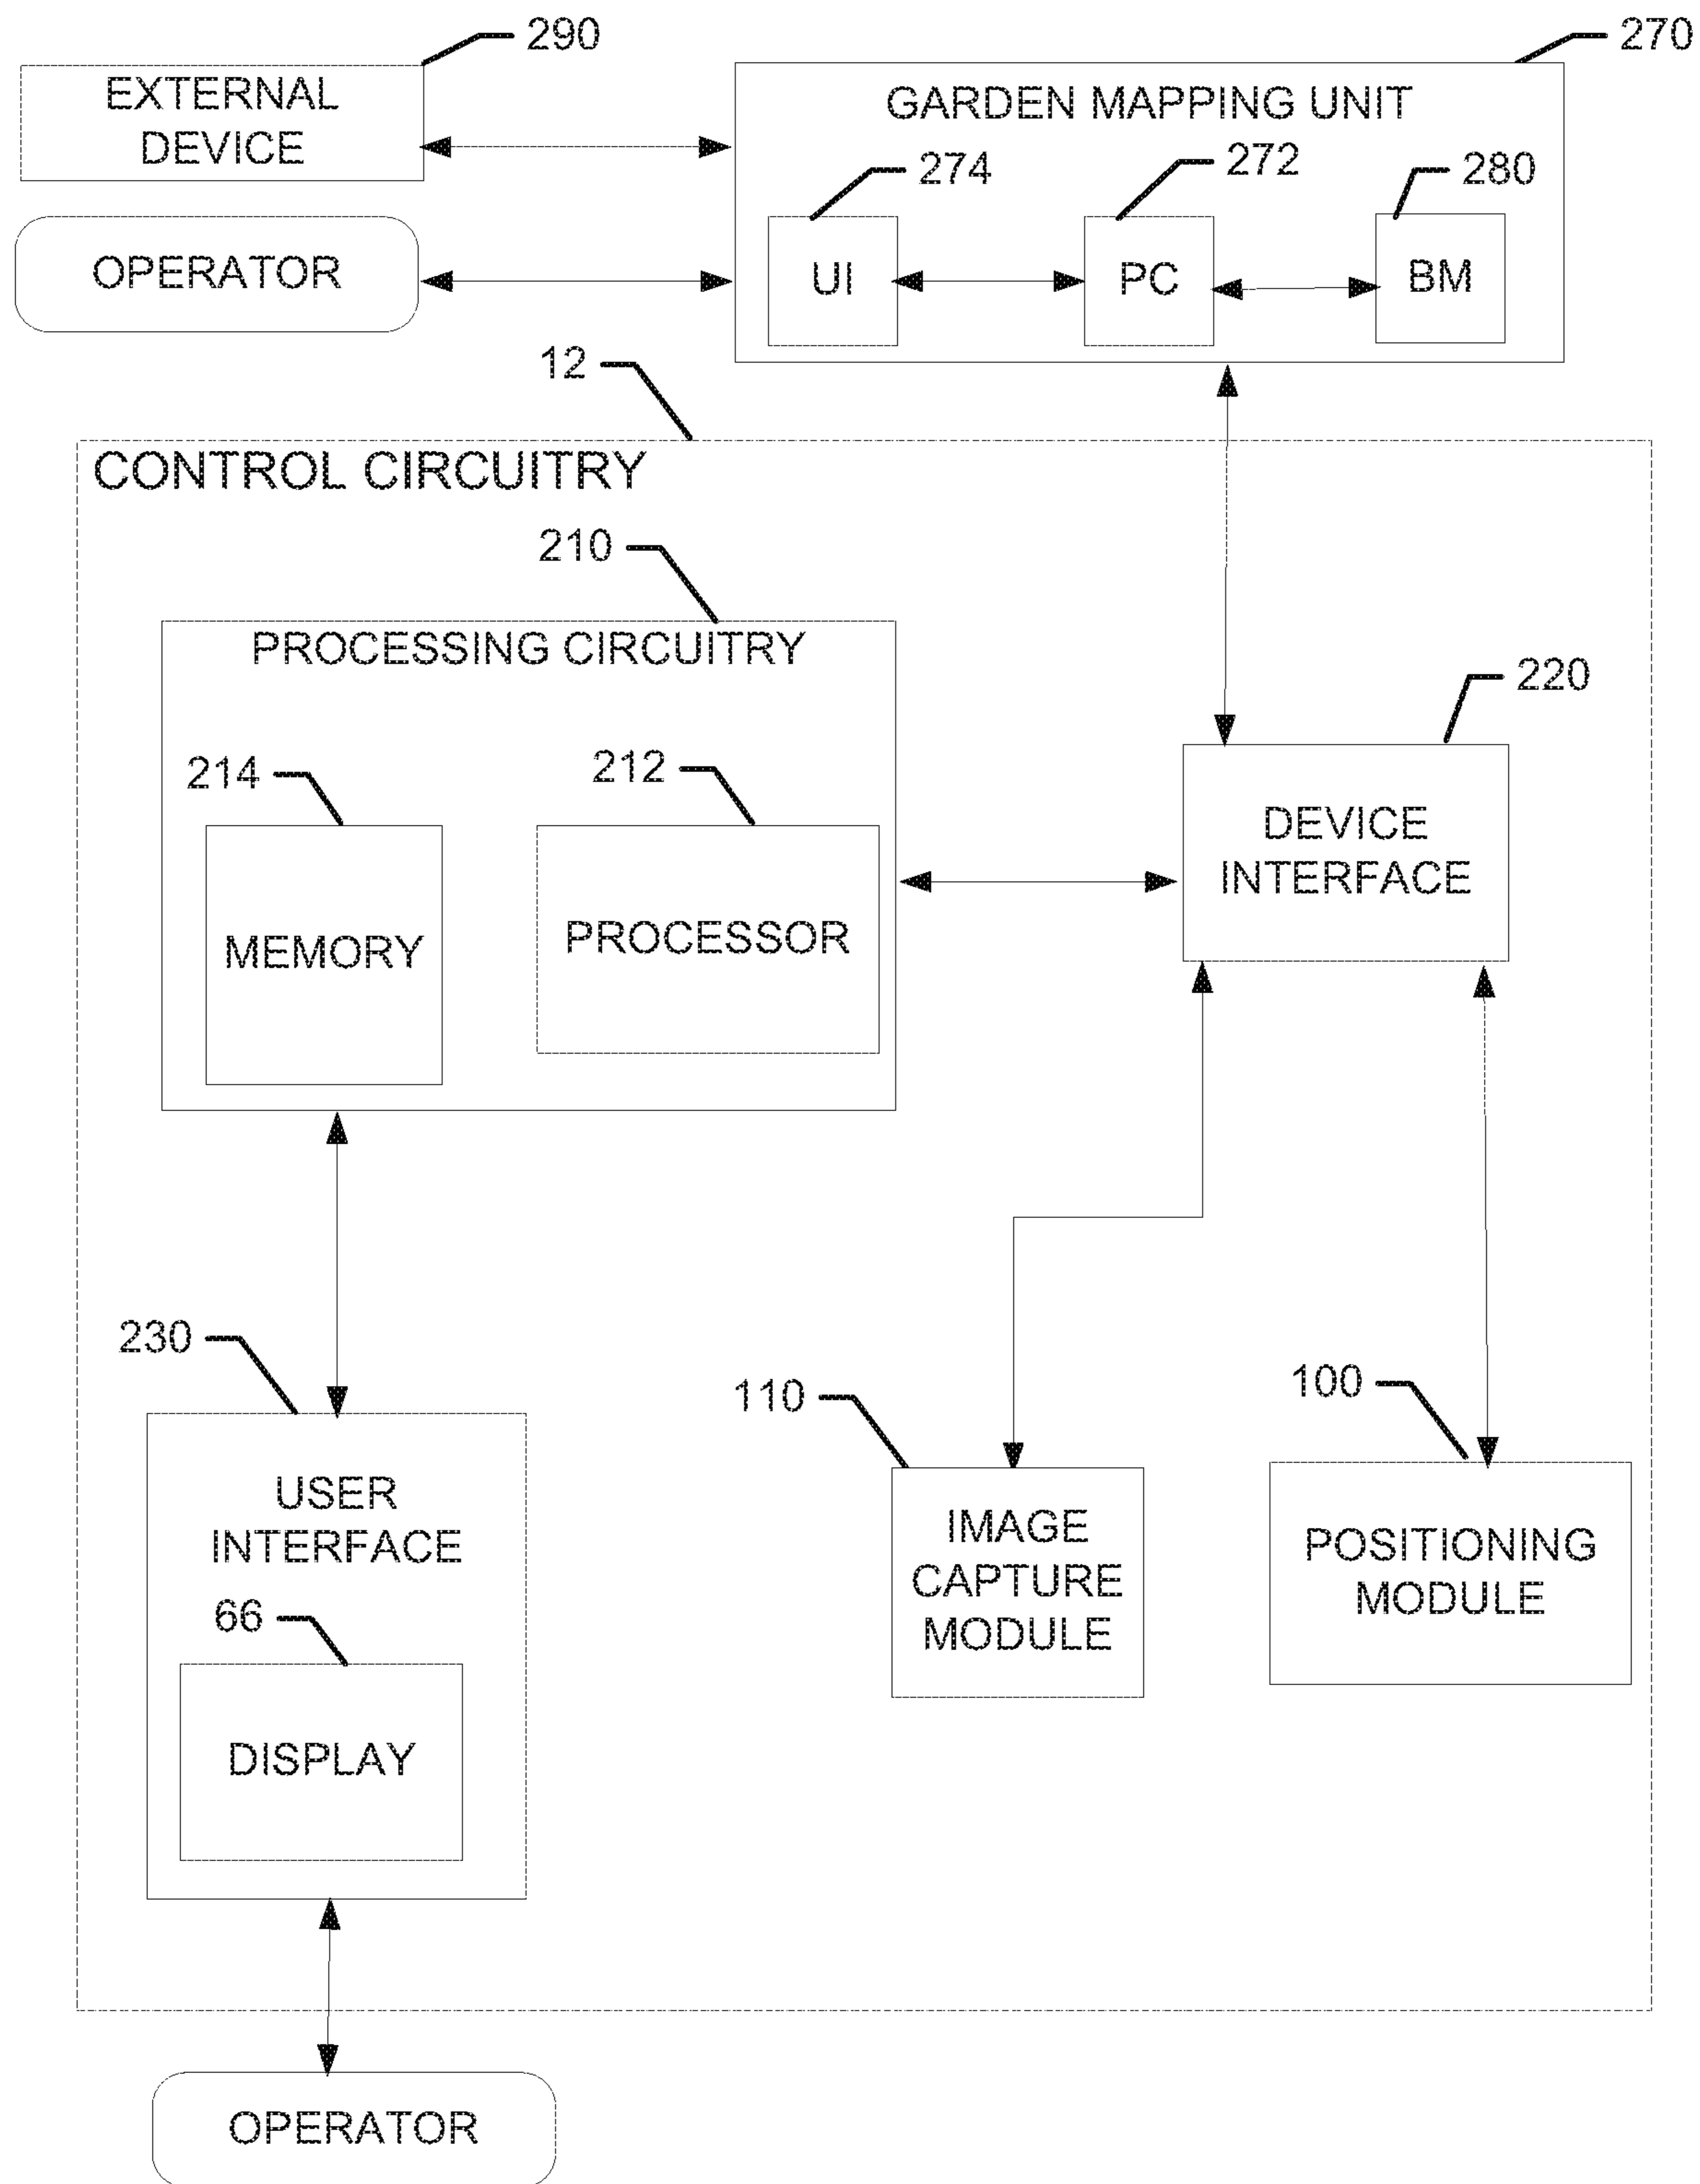 290
270
EXTERNAL
DEVICE
GARDEN MAPPING UNIT
274
272
280
OPERATOR
UI
PC
BM
12
CONTROL CIRCUITRY
210
PROCESSING CIRCUITRY
220
214
212
DEVICE
INTERFACE
MEMORY
PROCESSOR
230
110
100
USER
INTERFACE
IMAGE
CAPTURE
MODULE
POSITIONING
MODULE
66
DISPLAY
OPERATOR